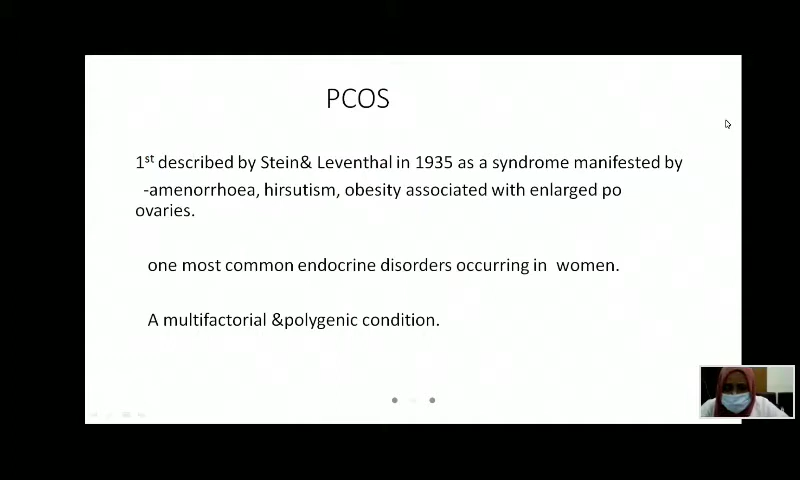 PCOS
1st described by Stein& Leventhal in 1935 as a syndrome manifested by
-amenorrhoea, hirsutism, obesity associated with enlarged po
ovaries.
one most common endocrine disorders occurring in women.
A multifactorial &polygenic condition.